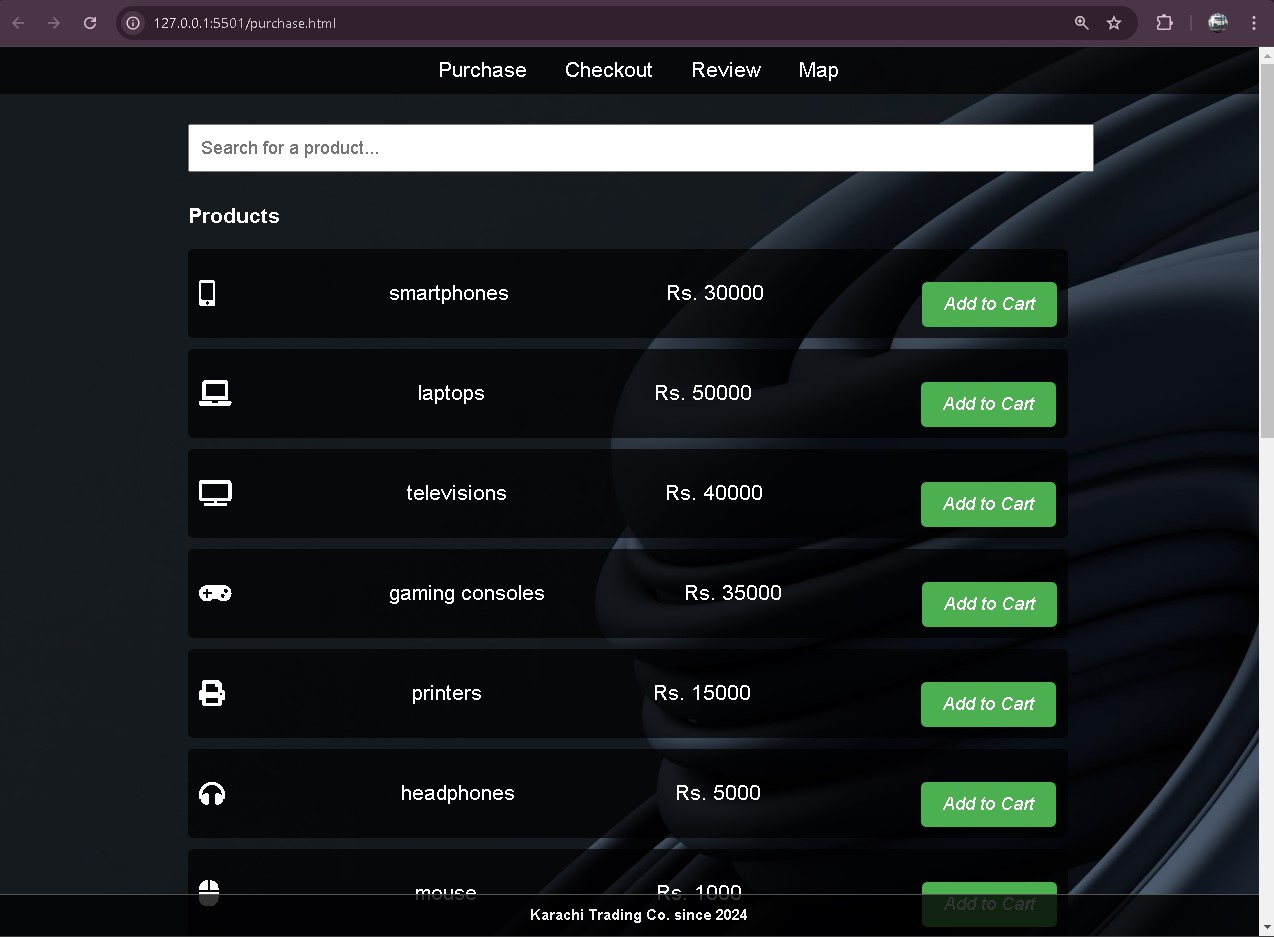 127.0.0.1:5501/purchase.html
Purchase Checkout Review Map
Search for a product...
Products
smartphones Rs. 30000 Add to Cart
laptops Rs. 50000 Add to Cart
televisions Rs. 40000 Add to Cart
gaming consoles Rs. 35000 Add to Cart
printers Rs. 15000 Add to Cart
headphones Rs. 5000 Add to Cart
mouse Rs. 1000 Add to Cart
Karachi Trading Co. since 2024